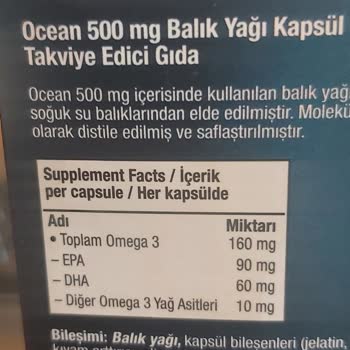 Ocean 500 mg Balık Yağı Kapsül
Takviye Edici Gıda
Ocean 500 mg içerisinde kullanılan balık
soğuk su balıklarından elde edilmiştir.
olarak distile edilmiş ve saflaştırılmıştır.
Supplement Facts / İçerik
per capsule / Her kapsülde
Adı Miktarı
• Toplam Omega 3 160 mg
– EPA 90 mg
– DHA 60 mg
– Diğer Omega 3 Yağ Asitleri 10 mg
Bileşimi: Balık yağı, kapsül bileşenleri (jelatin,